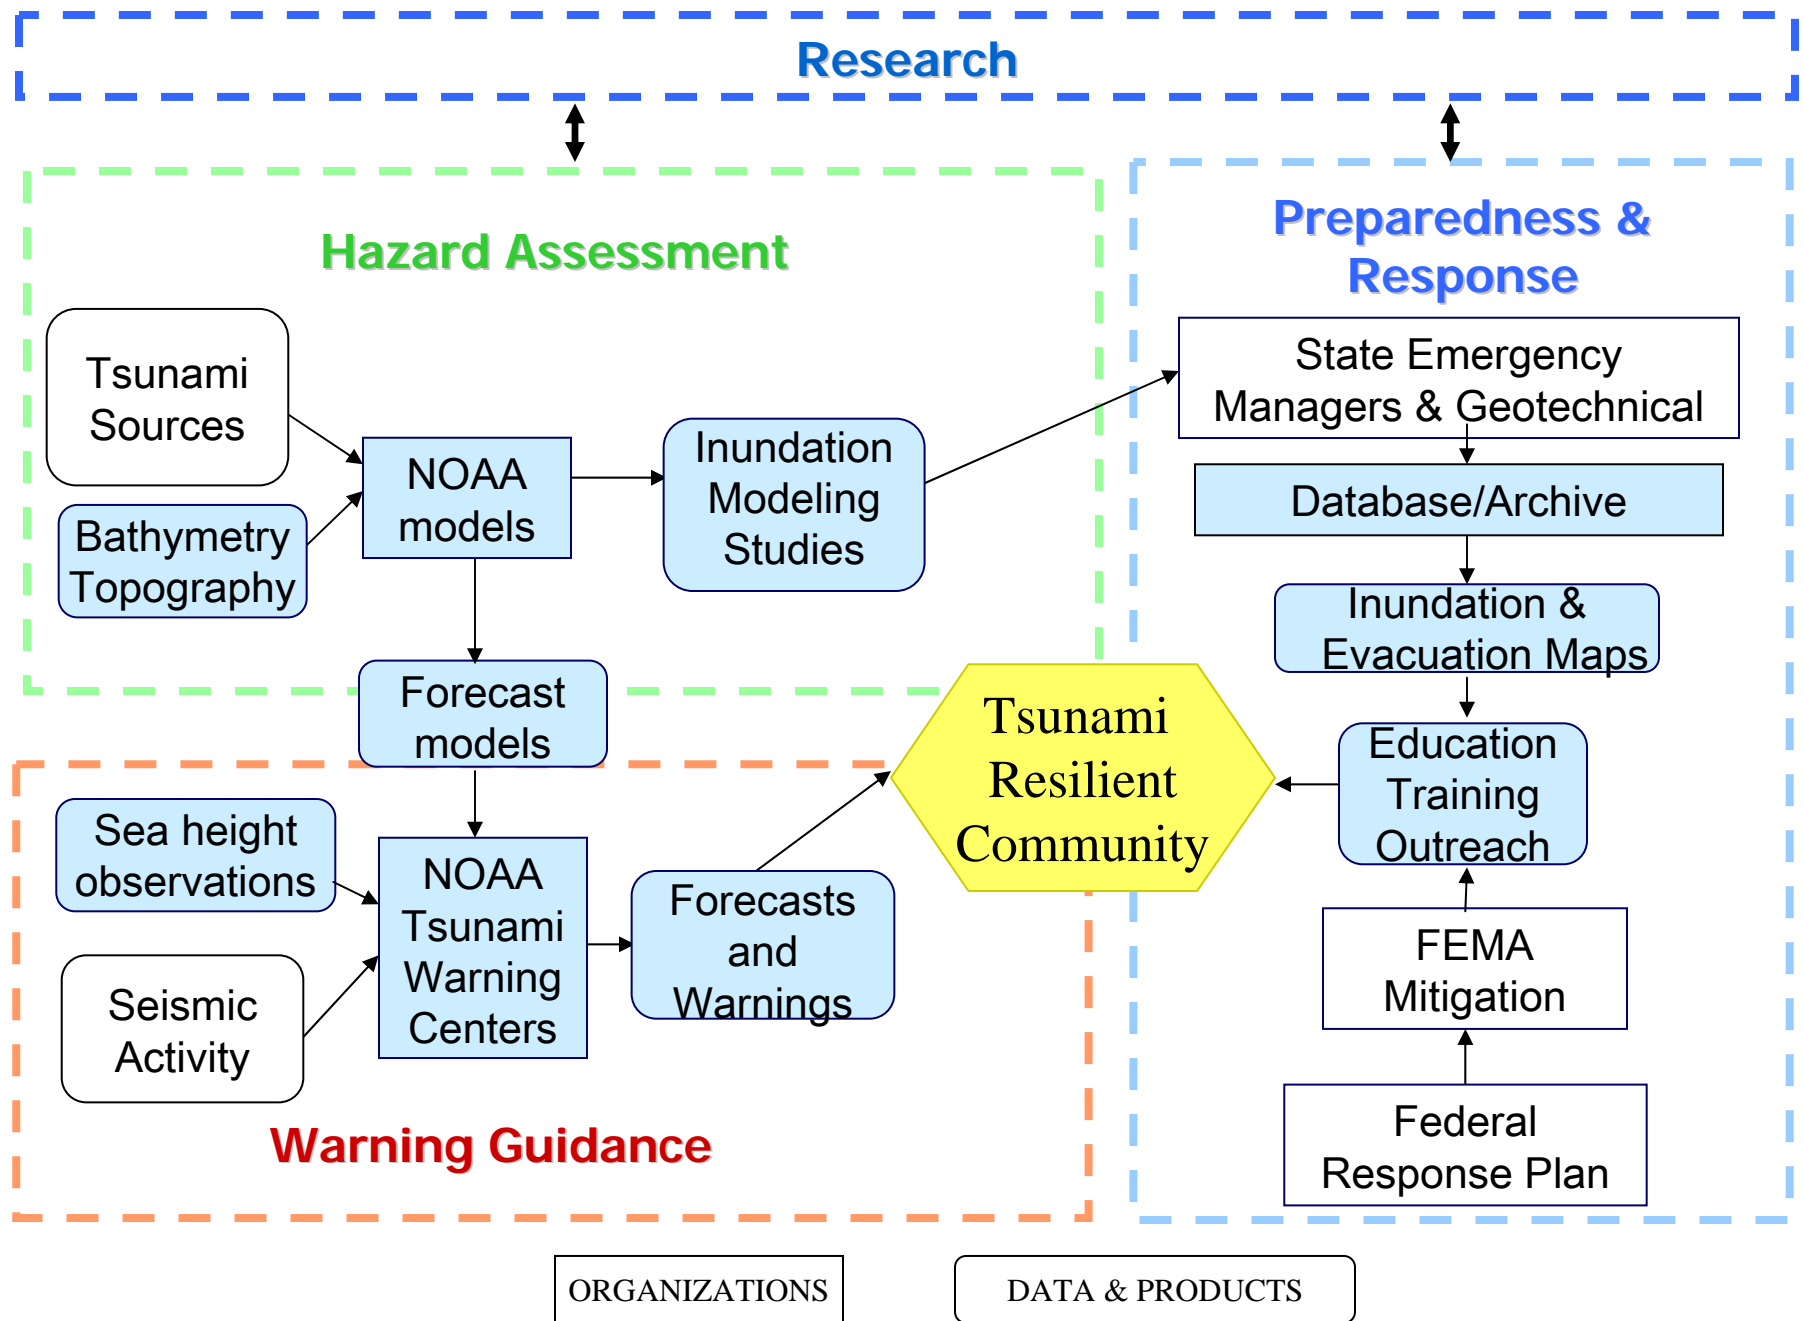 Research
Hazard Assessment
Tsunami
Sources
Bathymetry
Topography
NOAA
models
Inundation
Modeling
Studies
Forecast
models
Preparedness &
Response
State Emergency
Managers & Geotechnical
Database/Archive
Inundation &
Evacuation Maps
Education
Training
Outreach
FEMA
Mitigation
Federal
Response Plan
Tsunami
Resilient
Community
Sea height
observations
Seismic
Activity
NOAA
Tsunami
Warning
Centers
Forecasts
and
Warnings
Warning Guidance
ORGANIZATIONS
DATA & PRODUCTS